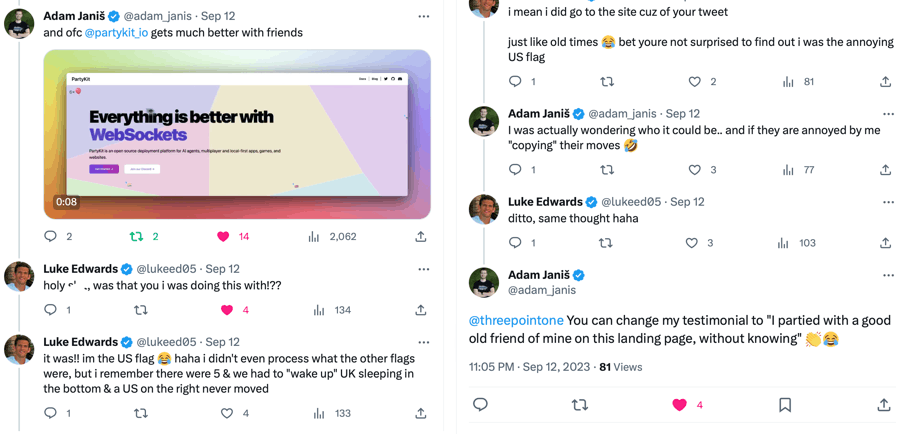 Adam Janiš @adam_janis · Sep 12
and ofc @partykit_io gets much better with friends
PartyKit
Everything is better with
WebSockets
PartyKit is an open source deployment platform for AI agents, multiplayer and local-first apps, games, and
websites.
0:08
2 2 14 2,062
Luke Edwards @lukeed05 · Sep 12
holy s' ., was that you i was doing this with!??
1 4 134
Luke Edwards @lukeed05 · Sep 12
it was!! im the US flag 😂 haha i didn't even process what the other flags
were, but i remember there were 5 & we had to "wake up" UK sleeping in
the bottom & a US on the right never moved
1 4 133
i mean i did go to the site cuz of your tweet
just like old times 😂 bet youre not surprised to find out i was the annoying
US flag
1 2 81
Adam Janiš @adam_janis · Sep 12
I was actually wondering who it could be.. and if they are annoyed by me
"copying" their moves 🤣
1 3 77
Luke Edwards @lukeed05 · Sep 12
ditto, same thought haha
1 3 103
Adam Janiš
@adam_janis
@threepointone You can change my testimonial to "I partied with a good
old friend of mine on this landing page, without knowing" 👏😂
11:05 PM · Sep 12, 2023 · 81 Views
4